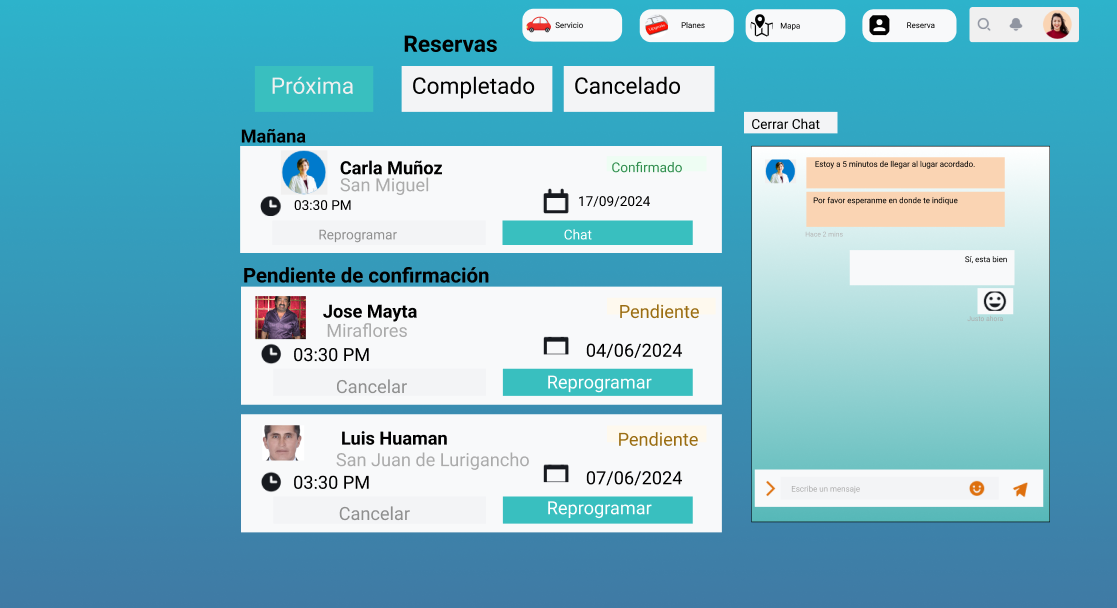 Servicio
Planes
Mapa
Reserva
Reservas
Próxima
Completado
Cancelado
Mañana
Carla Muñoz
San Miguel
Confirmado
03:30 PM
17/09/2024
Reprogramar
Chat
Pendiente de confirmación
Jose Mayta
Miraflores
Pendiente
03:30 PM
04/06/2024
Cancelar
Reprogramar
Luis Huaman
San Juan de Lurigancho
Pendiente
03:30 PM
07/06/2024
Cancelar
Reprogramar
Cerrar Chat
Estoy a 5 minutos de llegar al lugar acordado.
Por favor esperanme en donde te indique
Hace 2 mins
Sí, esta bien
Justo ahora
Escribe un mensaje